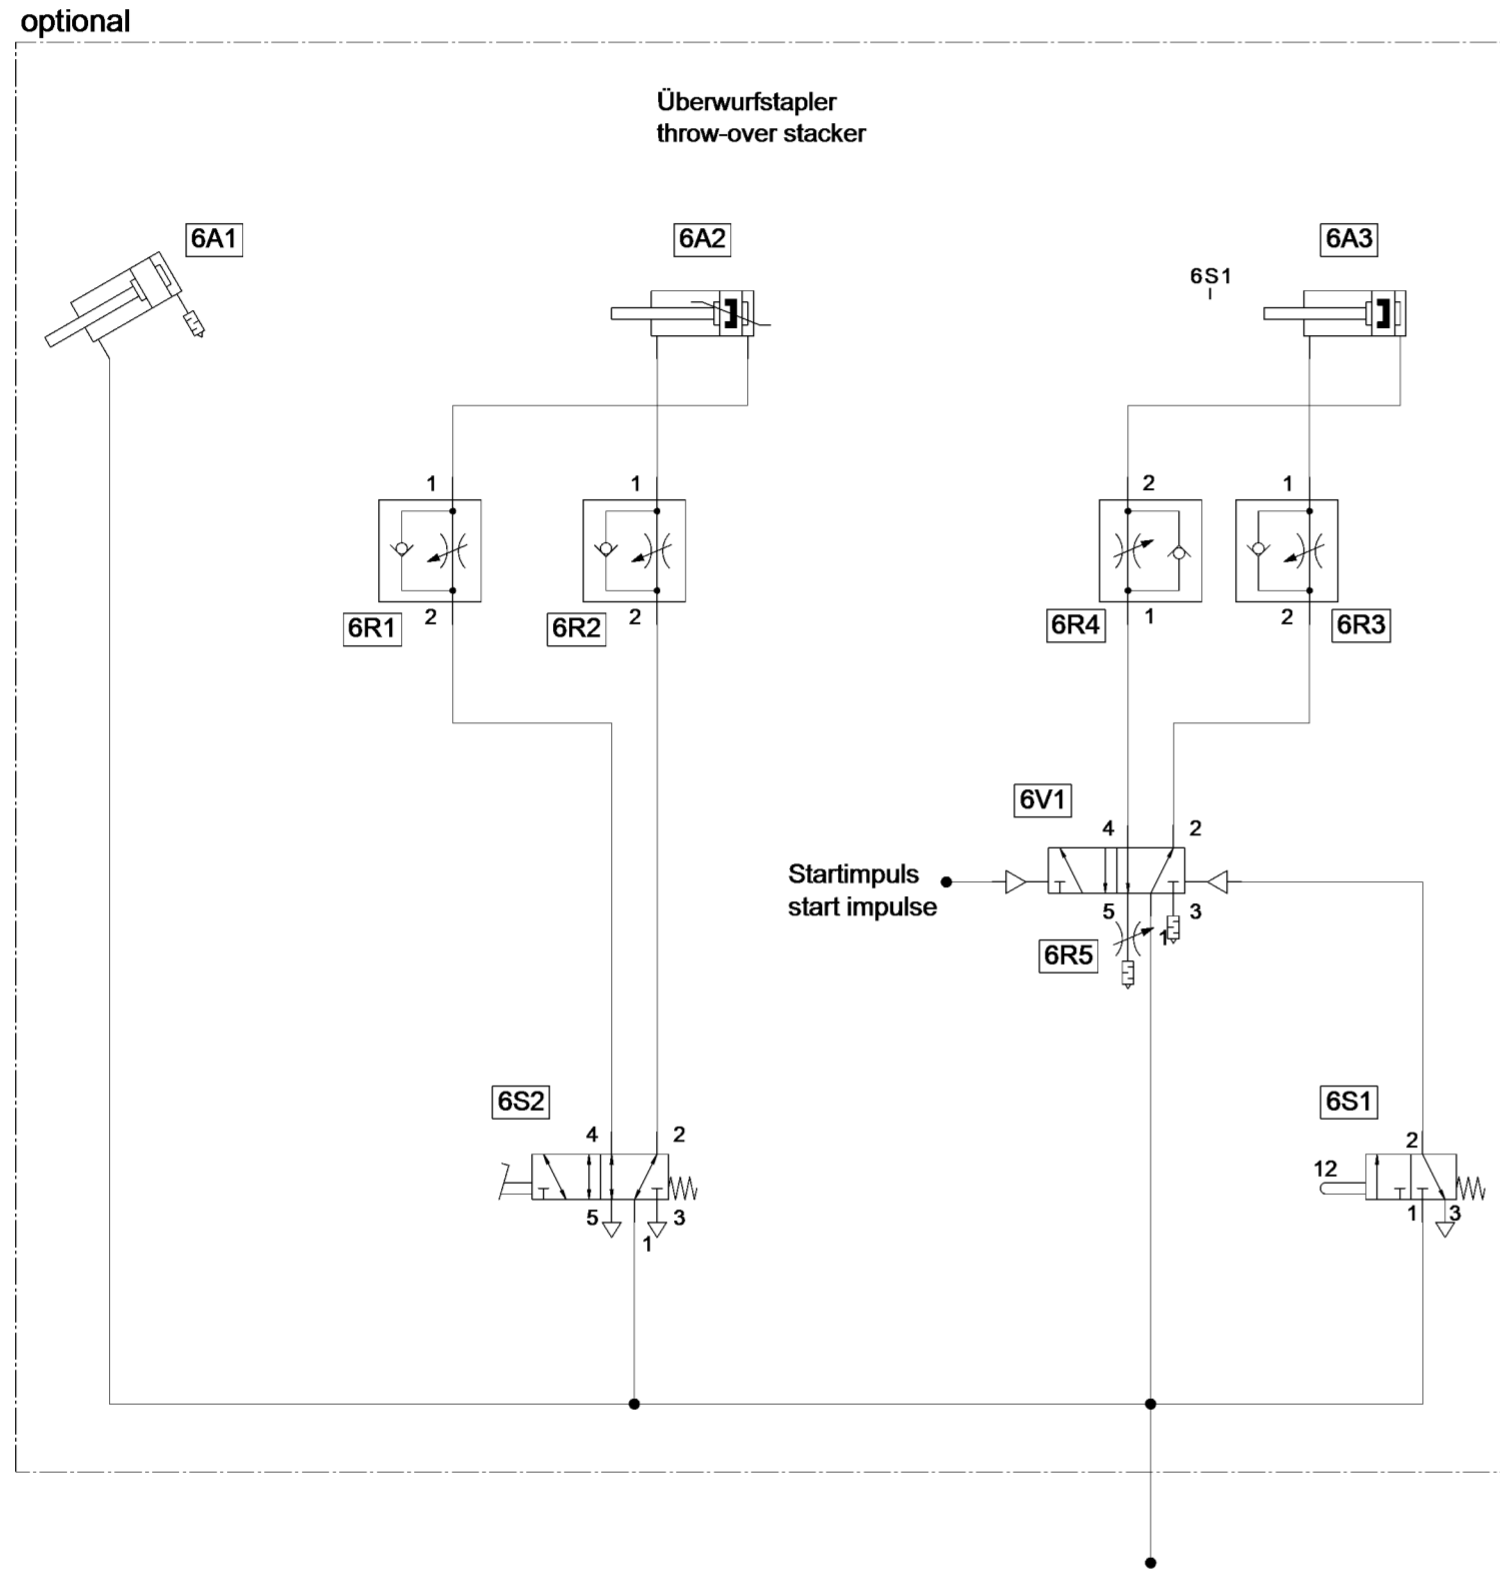 optional
Überwurfstapler
throw-over stacker
6A1
6A2
6A3
6S1
1
1
2
1
6R1
2
6R2
2
6R4
1
2
6R3
6V1
4
2
Startimpuls
start impulse
5
3
6R5
1
6S2
6S1
4
2
2
12
5
3
1
1
3